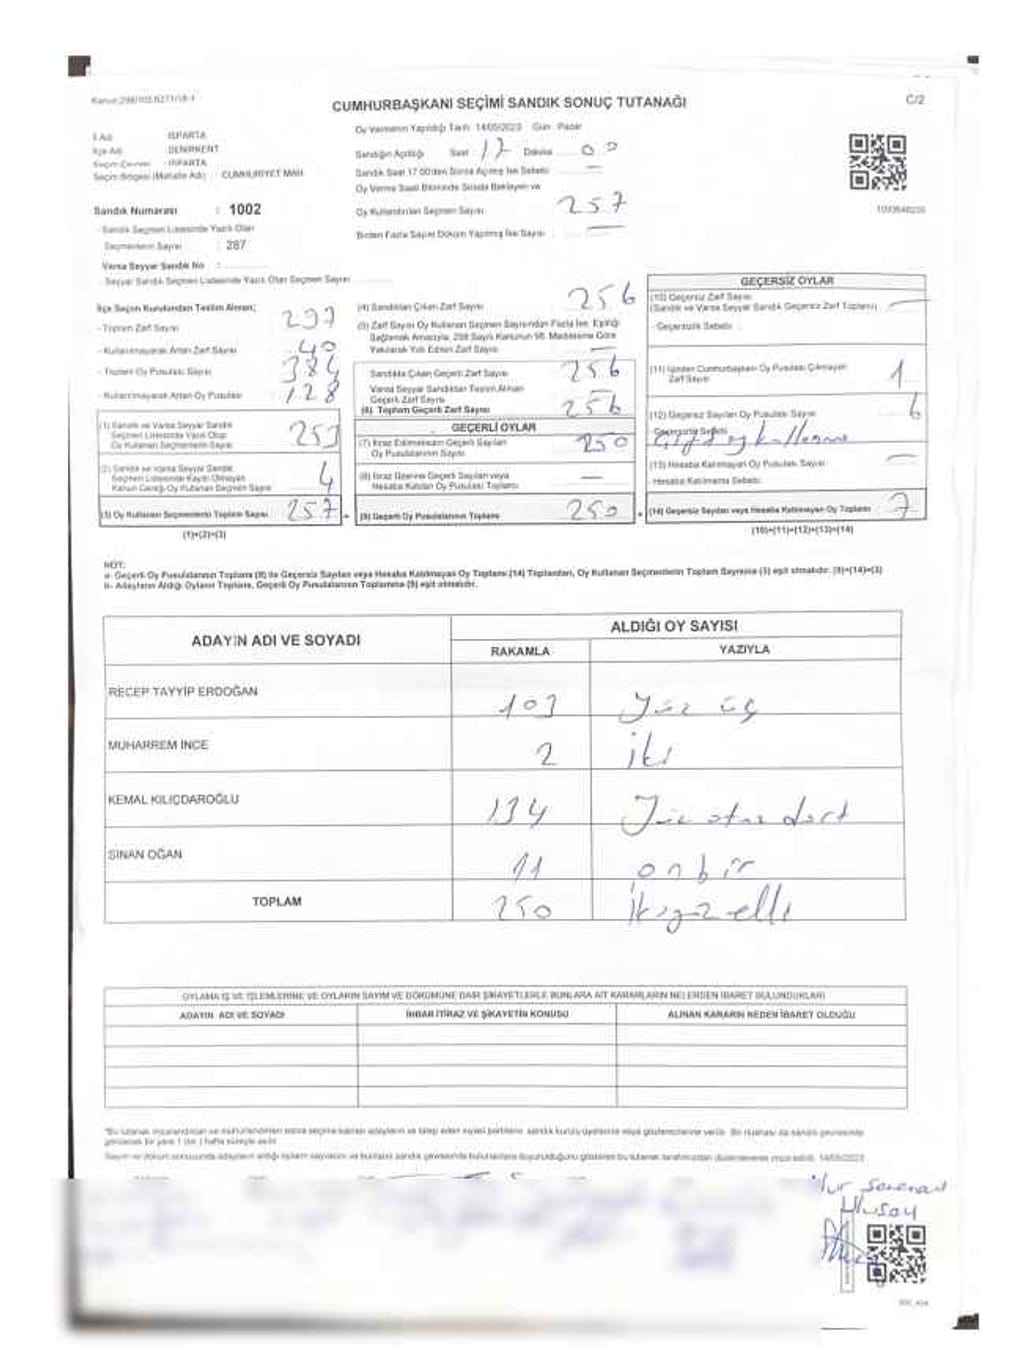 Kanun:298/105,6271/18-1
CUMHURBAŞKANI SEÇİMİ SANDIK SONUÇ TUTANAĞI
C/2
Oy Vermenin Yapıldığı Tarih : 14/05/2023 Gün : Pazar
İl Adı : ISPARTA
İlçe Adı : GÖNEN
Seçim Çevresi : ISPARTA
Seçim Bölgesi (Mahalle Adı) : CUMHURİYET MAH.
Sandığın Açıldığı Saat : 17 Dakika : 00
Sandık Saat 17:00'den Sonra Açılmış İse Sebebi : —
Oy Verme Saati Bitiminde Sırada Bekleyen ve
Oy Kullandırılan Seçmen Sayısı : 257
Birden Fazla Sayım Döküm Yapılmış İse Sayısı : —
Sandık Numarası : 1002
- Sandık Seçmen Listesinde Yazılı Olan
Seçmenlerin Sayısı : 287
Varsa Seyyar Sandık No :
- Seyyar Sandık Seçmen Listesinde Yazılı Olan Seçmen Sayısı
İlçe Seçim Kurulundan Teslim Alınan;
- Toplam Zarf Sayısı 297
- Kullanılmayarak Artan Zarf Sayısı 40
- Toplam Oy Pusulası Sayısı 384
- Kullanılmayarak Artan Oy Pusulası 128
(1) Sandık ve Varsa Seyyar Sandık
Seçmen Listesinde Yazılı Olup
Oy Kullanan Seçmenlerin Sayısı 253
(2) Sandık ve Varsa Seyyar Sandık
Seçmen Listesinde Kayıtlı Olmayan
Kanun Gereği Oy Kullanan Seçmen Sayısı 4
(3) Oy Kullanan Seçmenlerin Toplam Sayısı 257
(1)+(2)=(3)
(4) Sandıktan Çıkan Zarf Sayısı 256
(5) Zarf Sayısı Oy Kullanan Seçmen Sayısından Fazla İse, Eşitliği
Sağlamak Amacıyla, 298 Sayılı Kanunun 98. Maddesine Göre
Yakılarak Yok Edilen Zarf Sayısı —
Sandıkta Çıkan Geçerli Zarf Sayısı 256
Varsa Seyyar Sandıktan Teslim Alınan
Geçerli Zarf Sayısı
(6) Toplam Geçerli Zarf Sayısı 256
GEÇERLİ OYLAR
(7) İtiraz Edilmeksizin Geçerli Sayılan
Oy Pusulalarının Sayısı 250
(8) İtiraz Üzerine Geçerli Sayılan veya
Hesaba Katılan Oy Pusulası Toplamı —
(9) Geçerli Oy Pusulalarının Toplamı 250
GEÇERSİZ OYLAR
(10) Geçersiz Zarf Sayısı
(Sandık ve Varsa Seyyar Sandık Geçersiz Zarf Toplamı) —
- Geçersizlik Sebebi :
(11) İçinden Cumhurbaşkanı Oy Pusulası Çıkmayan
Zarf Sayısı 1
(12) Geçersiz Sayılan Oy Pusulası Sayısı 6
- Geçersizlik Sebebi :
(13) Hesaba Katılmayan Oy Pusulası Sayısı —
- Hesaba Katılmama Sebebi
(14) Geçersiz Sayılan veya Hesaba Katılmayan Oy Toplamı 7
(10)+(11)+(12)+(13)=(14)
NOT:
a- Geçerli Oy Pusulalarının Toplamı (9) ile Geçersiz Sayılan veya Hesaba Katılmayan Oy Toplamı (14) Toplamları, Oy Kullanan Seçmenlerin Toplam Sayısına (3) eşit olmalıdır. (9)+(14)=(3)
b- Adayların Aldığı Oyların Toplamı, Geçerli Oy Pusulalarının Toplamına (9) eşit olmalıdır.
ADAYIN ADI VE SOYADI
ALDIĞI OY SAYISI
RAKAMLA YAZIYLA
RECEP TAYYİP ERDOĞAN 103 Yüz üç
MUHARREM İNCE 2 iki
KEMAL KILIÇDAROĞLU 134 Yüz otuz dört
SİNAN OĞAN 11 onbir
TOPLAM 250 ikiyüz elli
OYLAMA İŞ VE İŞLEMLERİNE VE OYLARIN SAYIM VE DÖKÜMÜNE DAİR ŞİKAYETLERLE BUNLARA AİT KARARLARIN NELERDEN İBARET BULUNDUKLARI
ADAYIN ADI VE SOYADI İHBAR İTİRAZ VE ŞİKAYETİN KONUSU ALINAN KARARIN NEDEN İBARET OLDUĞU
Ulusoy